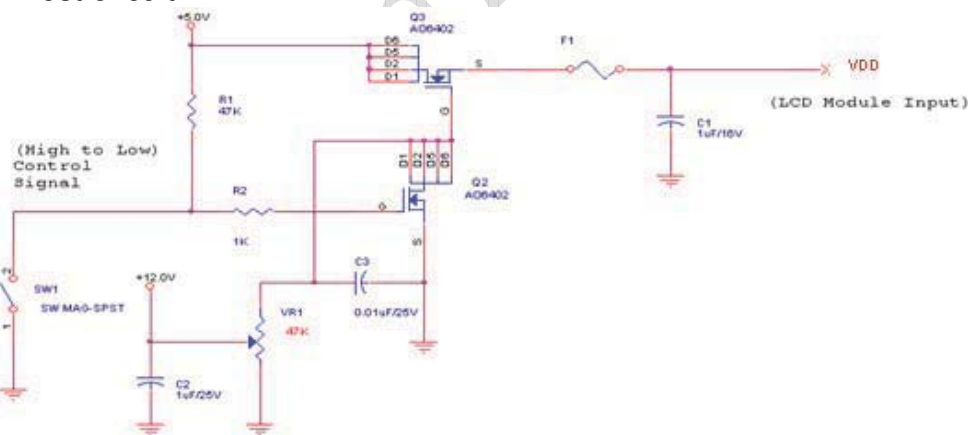 +5.0V
Q3
AO6402
D6
D5
D2
D1
S
G
F1
VDD
(LCD Module Input)
C1
1uF/16V
R1
47K
(High to Low)
Control
Signal
D1
D2
D5
D6
Q2
AO6402
R2
1K
G
S
2
SW1
SW MAG-SPST
1
+12.0V
VR1
47K
C3
0.01uF/25V
C2
1uF/25V